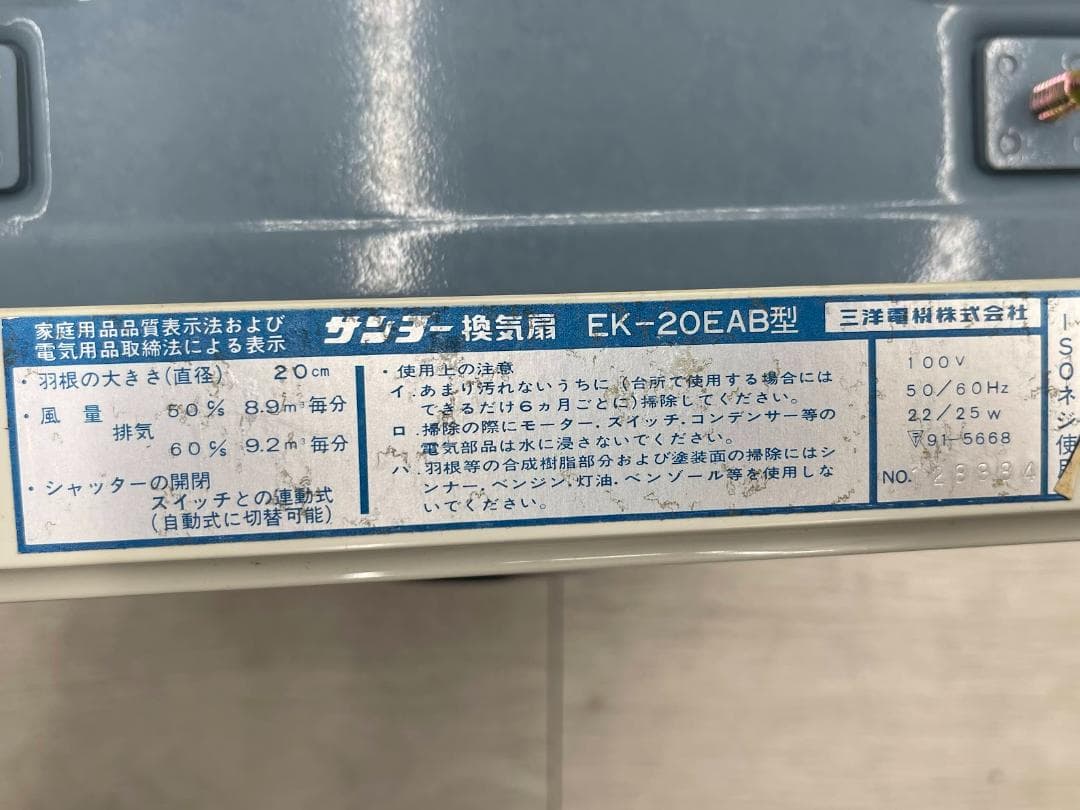 家庭用品品質表示法および
電気用品取締法による表示
サンヨー 換気扇 EK-20EAB型 三洋電機株式会社
・羽根の大きさ(直径) 20cm
・風量
排気
50c/s 8.9m³毎分
60c/s 9.2m³毎分
・シャッターの開閉
スイッチとの連動式
(自動式に切替可能)
・使用上の注意
イ.あまり汚れないうちに(台所で使用する場合には
できるだけ6ヵ月ごとに)掃除してください。
ロ.掃除の際にモーター.スイッチ.コンデンサー等の
電気部品は水に浸さないでください。
ハ.羽根等の合成樹脂部分および塗装面の掃除にはシ
ンナー.ベンジン.灯油.ベンゾール等を使用しな
いでください。
100V
50/60Hz
22/25w
91-5668
NO.
ISOネジ使